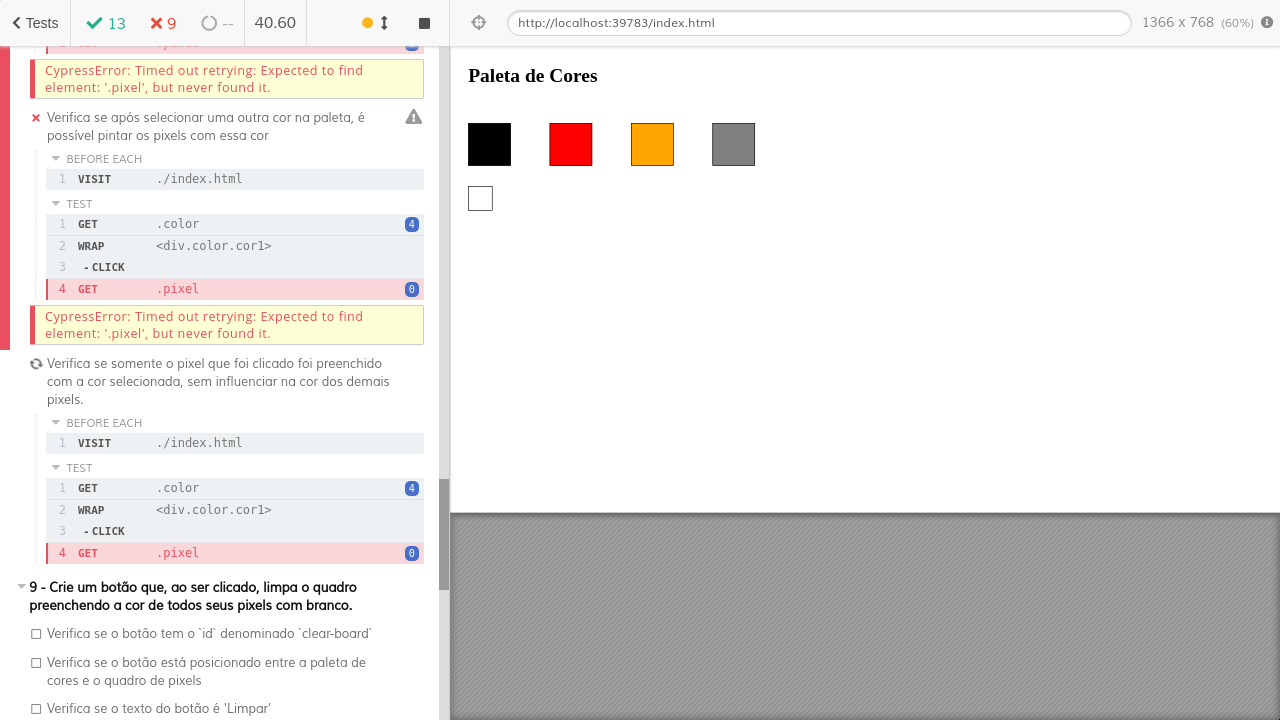 Tests 13 9 -- 40.60 http://localhost:39783/index.html 1366 x 768 (60%)
CypressError: Timed out retrying: Expected to find
element: '.pixel', but never found it.
Verifica se após selecionar uma outra cor na paleta, é
possível pintar os pixels com essa cor
BEFORE EACH
1 VISIT ./index.html
TEST
1 GET .color 4
2 WRAP <div.color.cor1>
3 - CLICK
4 GET .pixel 0
CypressError: Timed out retrying: Expected to find
element: '.pixel', but never found it.
Verifica se somente o pixel que foi clicado foi preenchido
com a cor selecionada, sem influenciar na cor dos demais
pixels.
BEFORE EACH
1 VISIT ./index.html
TEST
1 GET .color 4
2 WRAP <div.color.cor1>
3 - CLICK
4 GET .pixel 0
9 - Crie um botão que, ao ser clicado, limpa o quadro
preenchendo a cor de todos seus pixels com branco.
Verifica se o botão tem o `id` denominado `clear-board`
Verifica se o botão está posicionado entre a paleta de
cores e o quadro de pixels
Verifica se o texto do botão é 'Limpar'
Paleta de Cores